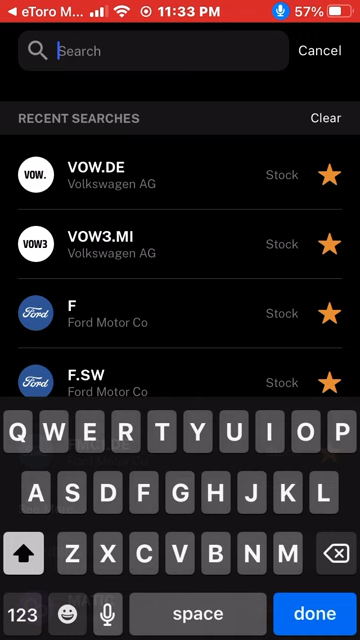 ◀ eToro M... 11:33 PM 57%
Search Cancel
RECENT SEARCHES Clear
VOW. VOW.DE Stock
Volkswagen AG
VOW3 VOW3.MI Stock
Volkswagen AG
Ford F Stock
Ford Motor Co
Ford F.SW Stock
Ford Motor Co
Q W E R T Y U I O P
A S D F G H J K L
Z X C V B N M
123 space done